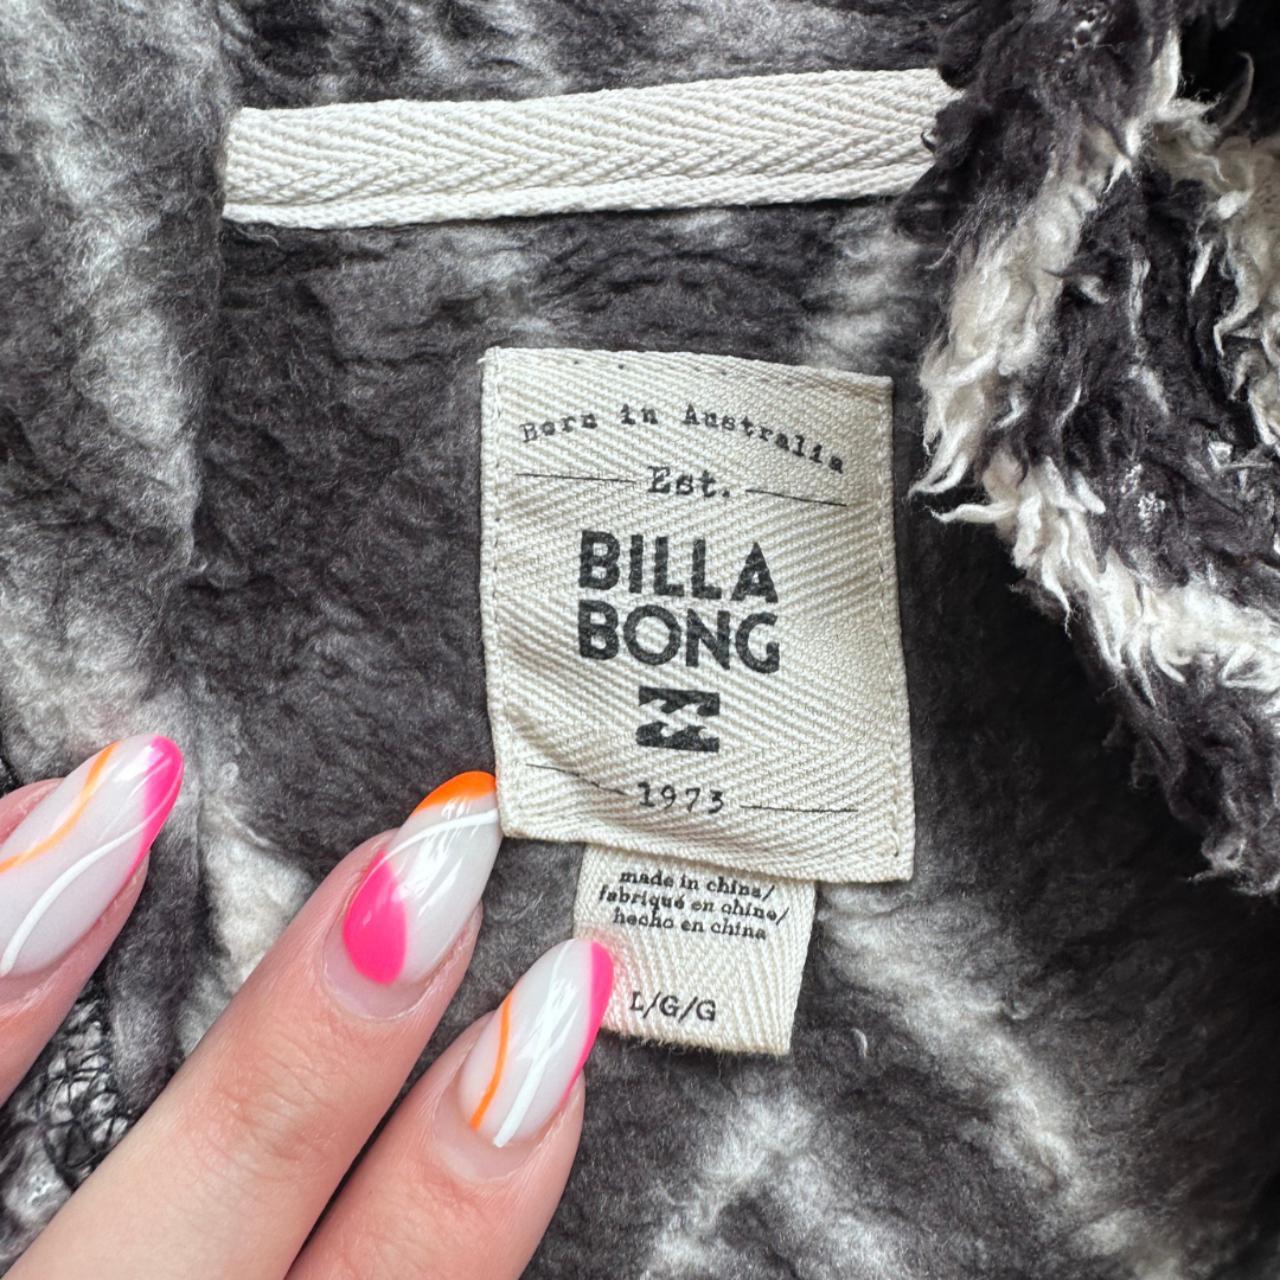 Born in Australia
Est.
BILLA
BONG
1973
made in china/
fabriqué en chine/
hecho en china
L/G/G